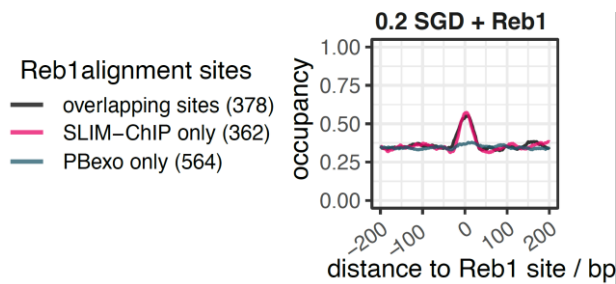 0.2 SGD + Reb1
Reb1alignment sites
overlapping sites (378)
SLIM−ChIP only (362)
PBexo only (564)
occupancy
1.00
0.75
0.50
0.25
0.00
-200
-100
0
100
200
distance to Reb1 site / bp